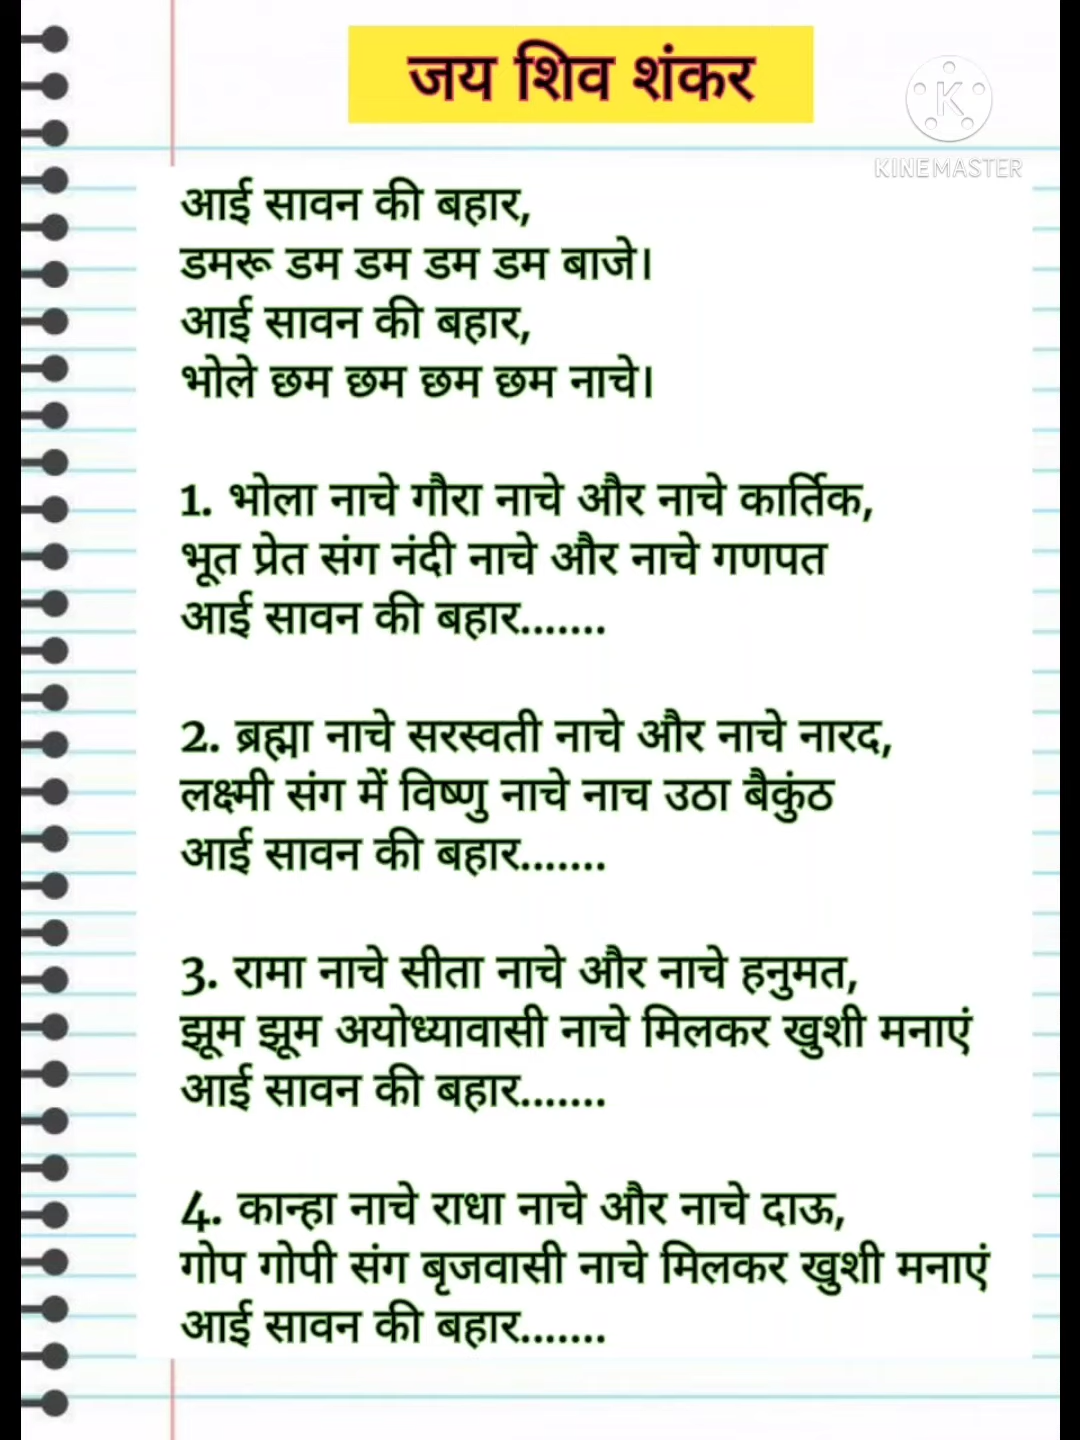 जय शिव शंकर
KINEMASTER
आई सावन की बहार,
डमरू डम डम डम डम बाजे।
आई सावन की बहार,
भोले छम छम छम छम नाचे।
1. भोला नाचे गौरा नाचे और नाचे कार्तिक,
भूत प्रेत संग नंदी नाचे और नाचे गणपत
आई सावन की बहार.......
2. ब्रह्मा नाचे सरस्वती नाचे और नाचे नारद,
लक्ष्मी संग में विष्णु नाचे नाच उठा बैकुंठ
आई सावन की बहार.......
3. रामा नाचे सीता नाचे और नाचे हनुमत,
झूम झूम अयोध्यावासी नाचे मिलकर खुशी मनाएं
आई सावन की बहार.......
4. कान्हा नाचे राधा नाचे और नाचे दाऊ,
गोप गोपी संग बृजवासी नाचे मिलकर खुशी मनाएं
आई सावन की बहार.......